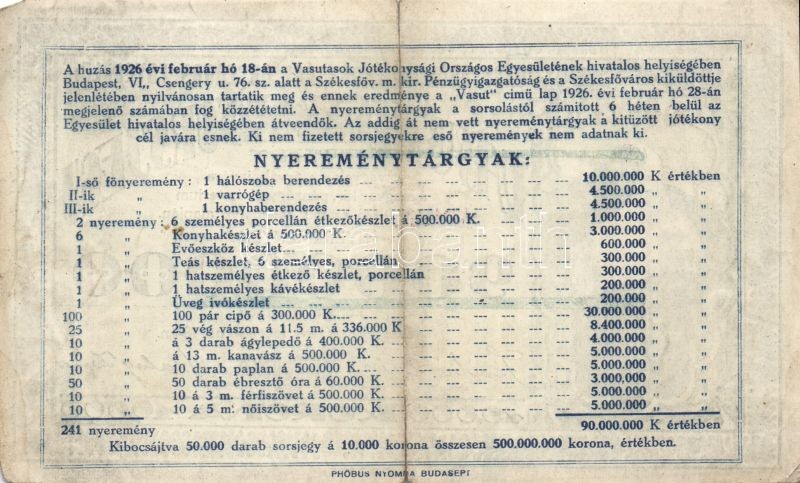 A huzás 1926 évi február hó 18-án a Vasutasok Jótékonysági Országos Egyesületének hivatalos helyiségében
Budapest, VI,, Csengery u. 76. sz. alatt a Székesföv. m. kir. Pénzügyigazgatóság és a Székesfőváros kiküldöttje
jelenlétében nyilvánosan tartatik meg és ennek eredménye a „Vasut" cimü lap 1926. évi február hó 28-án
megjelenő számában fog közzétetni. A nyereménytárgyak a sorsolástól számított 6 héten belül az
Egyesület hivatalos helyiségében átveendők. Az addig át nem vett nyereménytárgyak a kitüzött jótékony
cél javára esnek. Ki nem fizetett sorsjegyekre eső nyeremények nem adatnak ki.
NYEREMÉNYTÁRGYAK:
I-ső főnyeremény : 1 hálószoba berendezés 10.000.000 K értékben
II-ik „ 1 varrógép 4.500.000 „ „
III-ik „ 1 konyhaberendezés 4.500.000 „ „
2 nyeremény : 6 személyes porcellán étkezőkészlet á 500.000 K. 1.000.000 „ „
6 „ Konyhakészlet á 500.000 K. 3.000.000 „ „
1 „ Evőeszköz készlet 600.000 „ „
1 „ Teás készlet, 6 személyes, porcellán 300.000 „ „
1 „ 1 hatszemélyes étkező készlet, porcellán 300.000 „ „
1 „ 1 hatszemélyes kávékészlet 200.000 „ „
1 „ Üveg ivókészlet 200.000 „ „
100 „ 100 pár cipő á 300.000 K. 30.000.000 „ „
25 „ 25 vég vászon á 11.5 m. á 336.000 K 8.400.000 „ „
10 „ á 3 darab ágylepedő á 400.000 K. 4.000.000 „ „
10 „ á 13 m. kanavász á 500.000 K. 5.000.000 „ „
10 „ 10 darab paplan á 500.000 K. 5.000.000 „ „
50 „ 50 darab ébresztő óra á 60.000 K. 3.000,000 „ „
10 „ 10 á 3 m. férfiszövet á 500.000 K. 5.000.000 „ „
10 „ 10 á 5 m. nőiszövet á 500.000 K. 5.000.000 „ „
241 nyeremény 90.000.000 K értékben
Kibocsájtva 50.000 darab sorsjegy á 10.000 korona összesen 500.000.000 korona, értékben.
PHÖBUS NYOMDA BUDAPEST